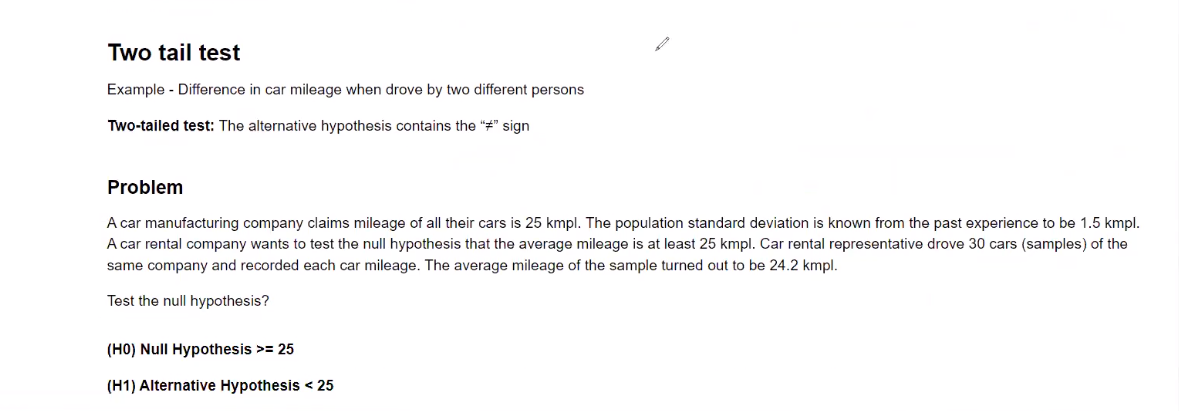 Two tail test
Example - Difference in car mileage when drove by two different persons
Two-tailed test: The alternative hypothesis contains the “≠” sign
Problem
A car manufacturing company claims mileage of all their cars is 25 kmpl. The population standard deviation is known from the past experience to be 1.5 kmpl.
A car rental company wants to test the null hypothesis that the average mileage is at least 25 kmpl. Car rental representative drove 30 cars (samples) of the
same company and recorded each car mileage. The average mileage of the sample turned out to be 24.2 kmpl.
Test the null hypothesis?
(H0) Null Hypothesis >= 25
(H1) Alternative Hypothesis < 25